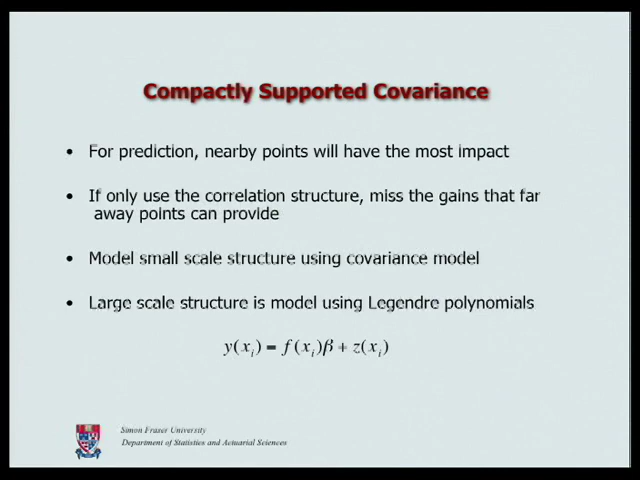 Compactly Supported Covariance
• For prediction, nearby points will have the most impact
• If only use the correlation structure, miss the gains that far
away points can provide
• Model small scale structure using covariance model
• Large scale structure is model using Legendre polynomials
y(xᵢ) = f(xᵢ)β + z(xᵢ)
Simon Fraser University
Department of Statistics and Actuarial Sciences